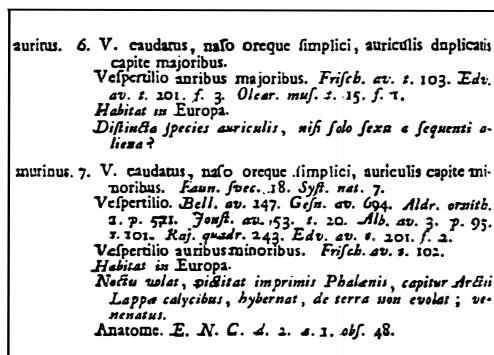 auritus. 6. V. caudatus, naſo oreque ſimplici, auriculis duplicatis
capite majoribus.
Veſpertilio auribus majoribus. Friſch. av. t. 103. Edv.
av. t. 201. f. 3. Olear. muſ. t. 15. f. 1.
Habitat in Europa.
Diſtincta ſpecies auriculis, niſi ſolo ſexu a ſequenti a-
liena?
murinus. 7. V. caudatus, naſo oreque ſimplici, auriculis capite mi-
noribus. Faun. ſvec. 18. Syſt. nat. 7.
Veſpertilio. Bell. av. 147. Geſn. av. 694. Aldr. ornith.
1. p. 571. Jonſt. av. 53. t. 20. Alb. av. 3. p. 95.
t. 101. Raj. quadr. 243. Edv. av. t. 201. f. 2.
Veſpertilio auribus minoribus. Friſch. av. t. 102.
Habitat in Europa.
Noctu volat, victitat imprimis Phalænis, capitur Arctii
Lappæ calycibus, hybernat, de terra non evolat; ve-
nenatus.
Anatome. E. N. C. d. 2. a. 1. obſ. 48.